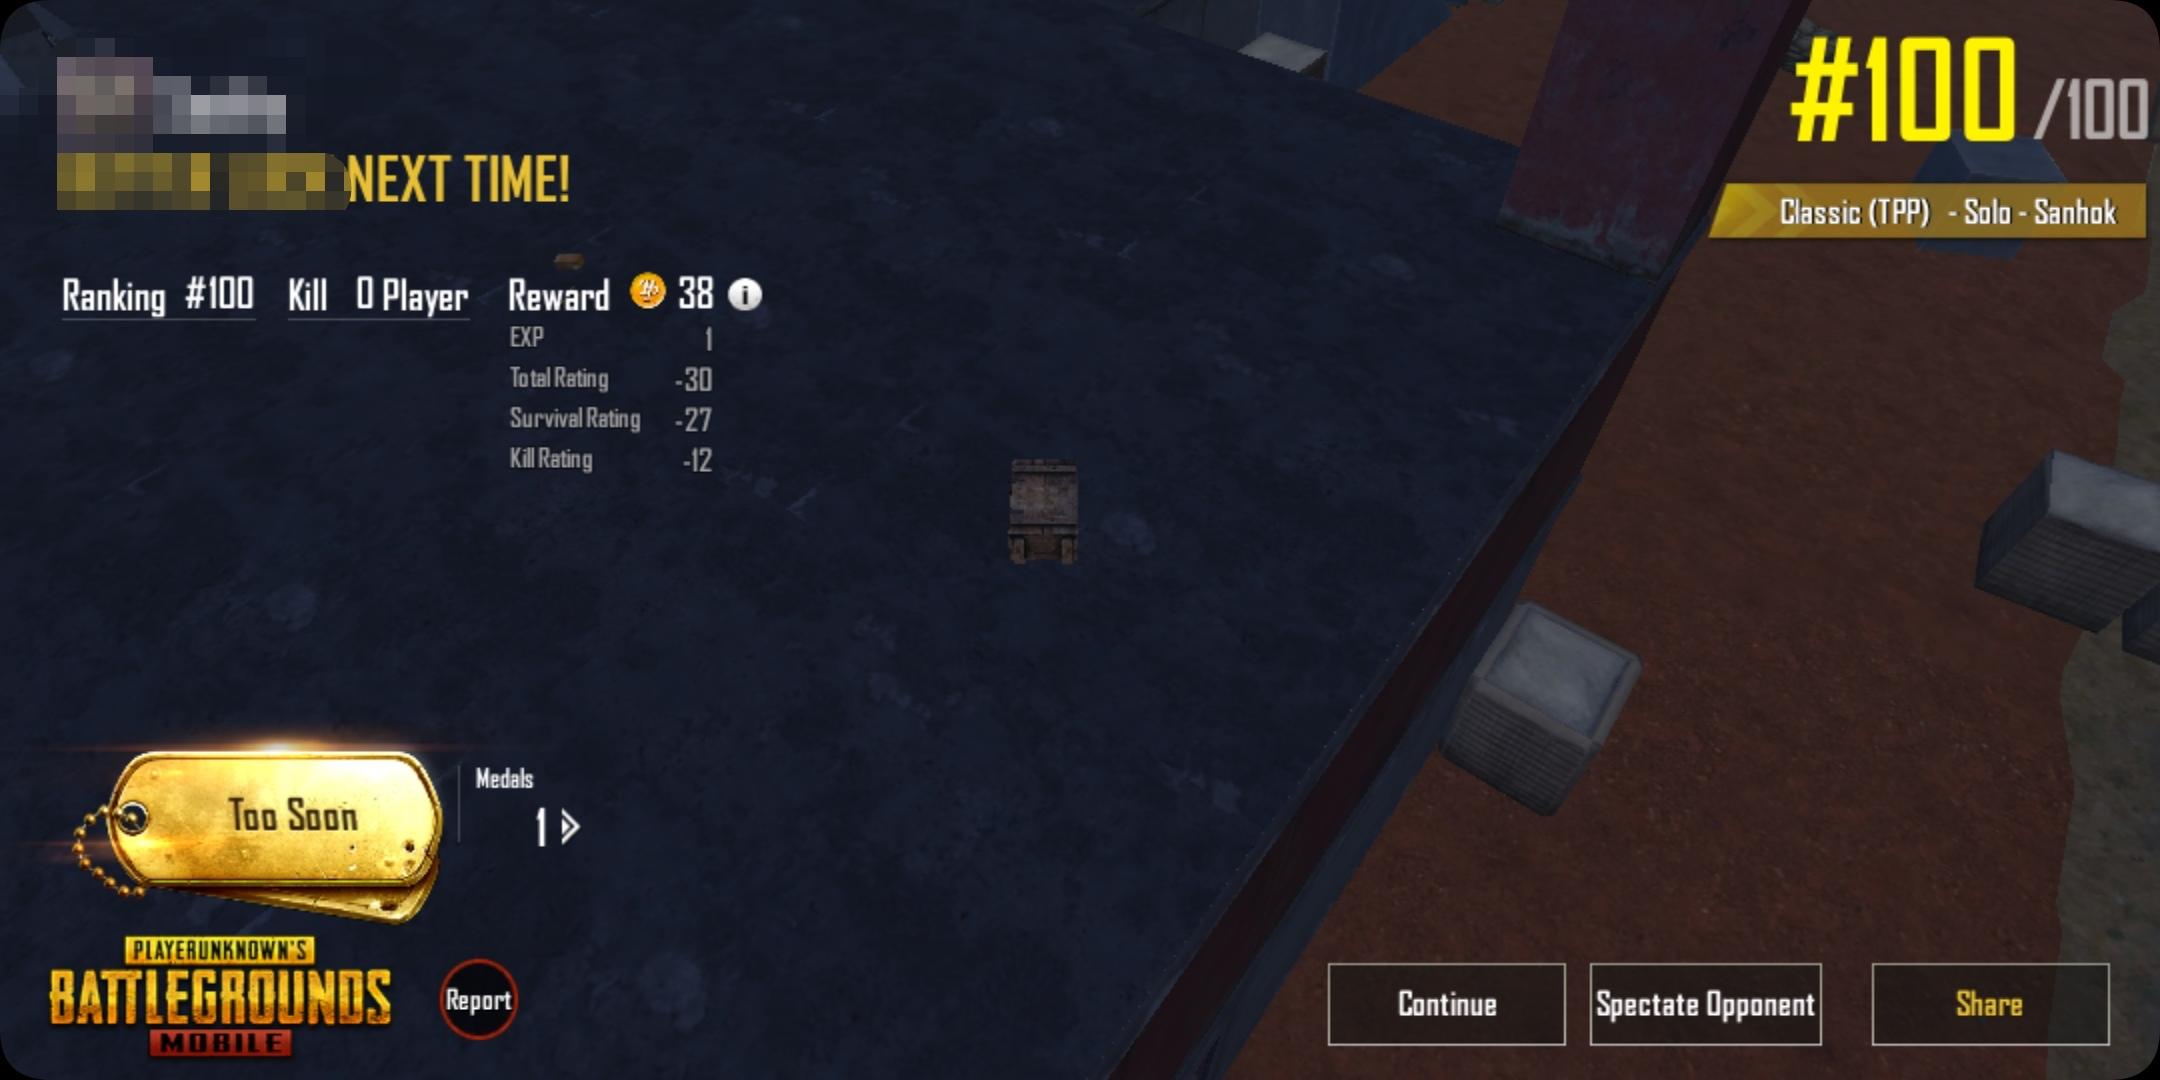 NEXT TIME!
#100 /100
Classic (TPP) - Solo - Sanhok
Ranking #100 Kill 0 Player Reward 38 i
EXP 1
Total Rating -30
Survival Rating -27
Kill Rating -12
Too Soon
Medals
1
PLAYERUNKNOWN'S
BATTLEGROUNDS
MOBILE
Report
Continue
Spectate Opponent
Share